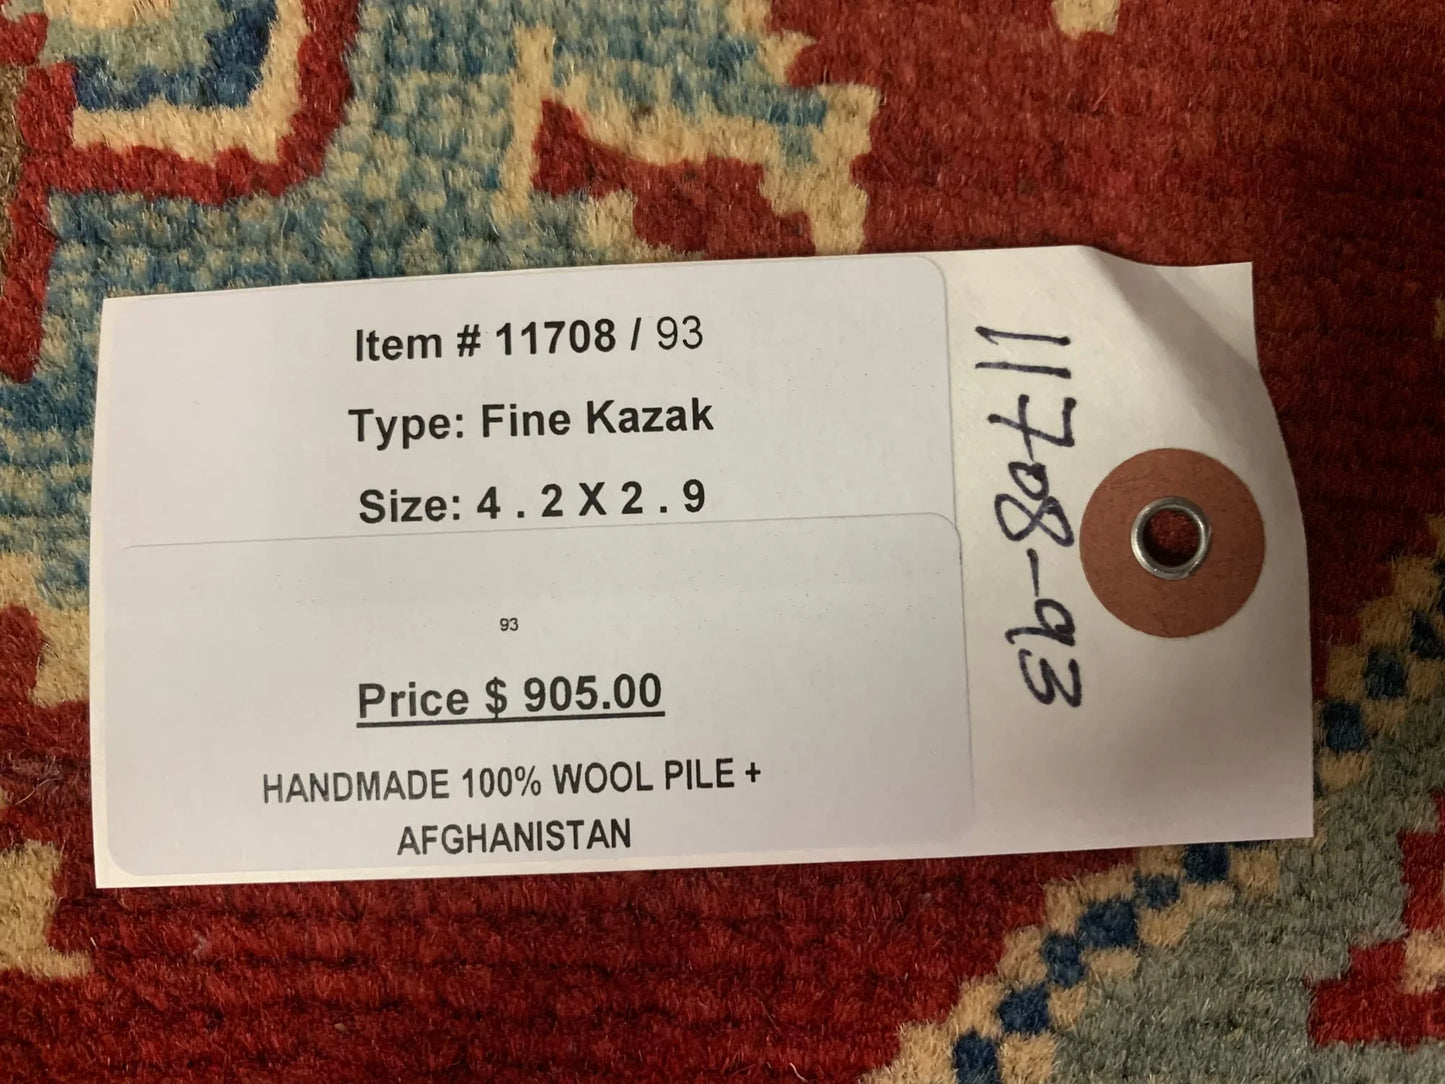 Item # 11708 / 93
Type: Fine Kazak
Size: 4 . 2 X 2 . 9
93
Price $ 905.00
HANDMADE 100% WOOL PILE +
AFGHANISTAN
11708-93